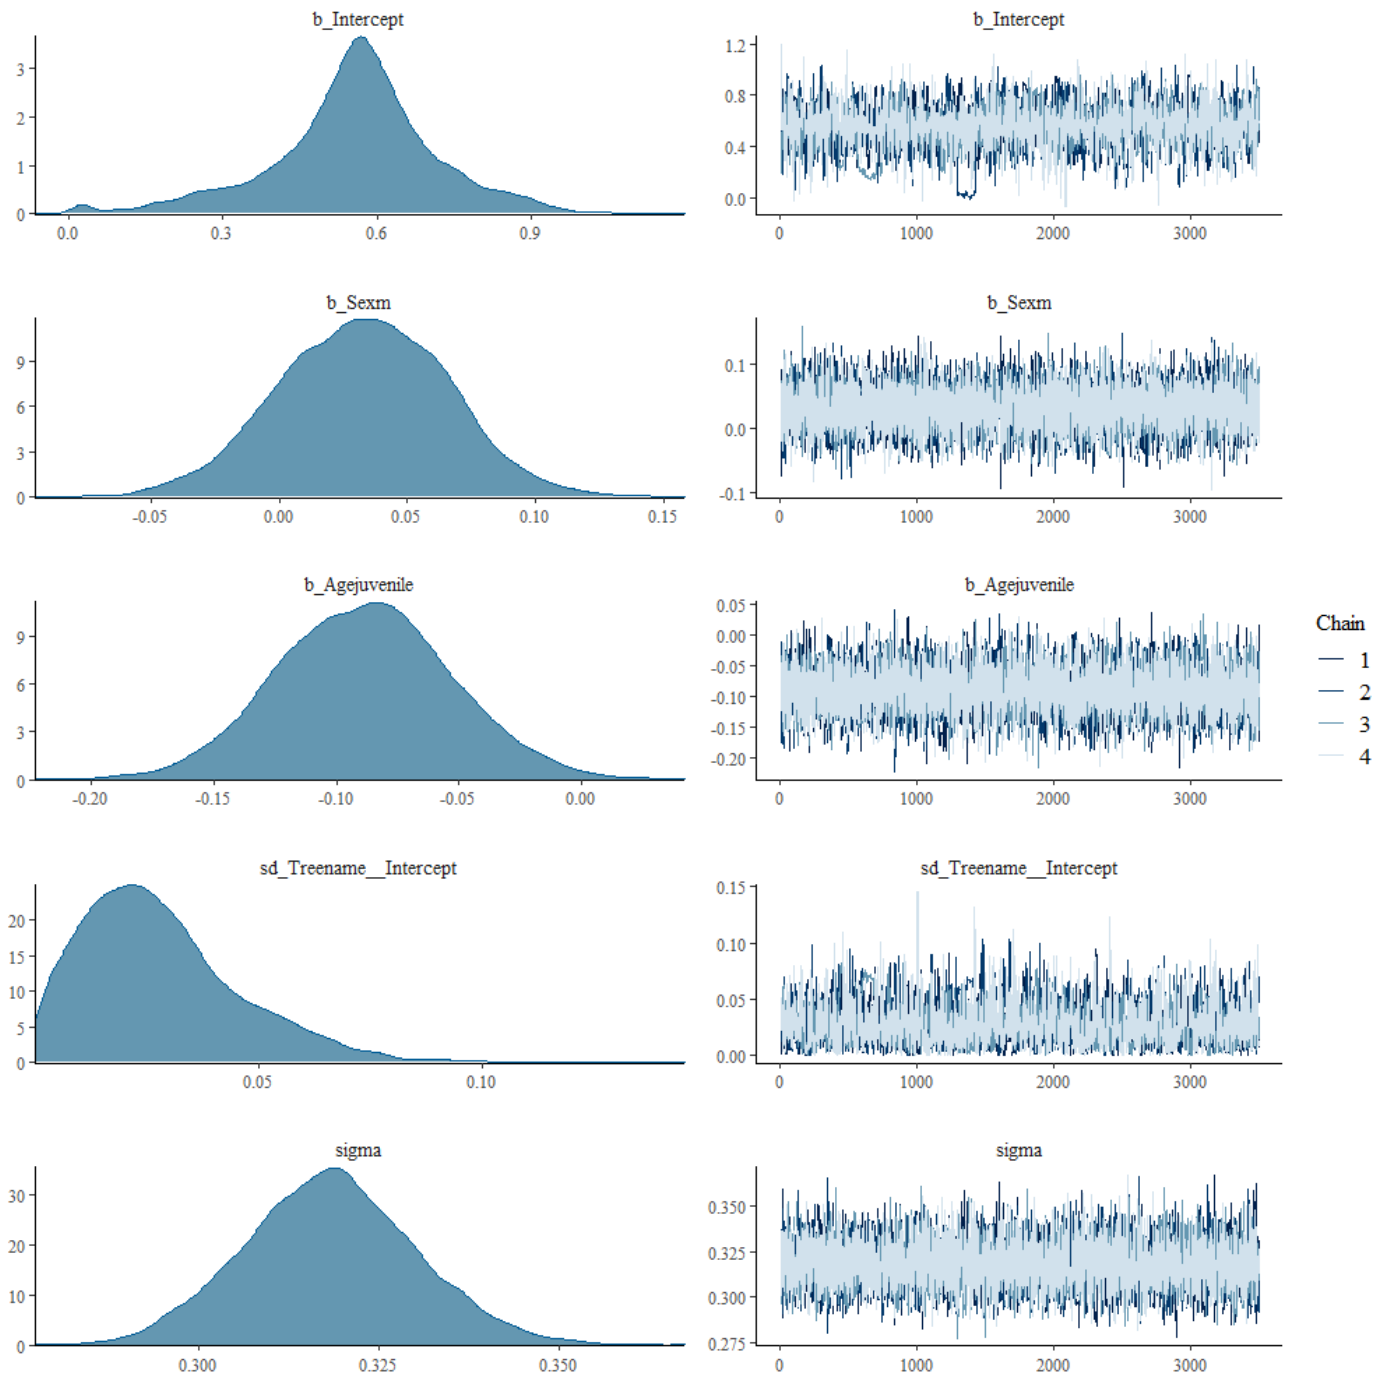 b_Intercept
3
2
1
0
0.0 0.3 0.6 0.9
b_Intercept
1.2
0.8
0.4
0.0
0 1000 2000 3000
b_Sexm
9
6
3
0
-0.05 0.00 0.05 0.10 0.15
b_Sexm
0.1
0.0
-0.1
0 1000 2000 3000
b_Agejuvenile
9
6
3
0
-0.20 -0.15 -0.10 -0.05 0.00
b_Agejuvenile
0.05
0.00
-0.05
-0.10
-0.15
-0.20
0 1000 2000 3000
Chain
1
2
3
4
sd_Treename__Intercept
20
15
10
5
0
0.05 0.10
sd_Treename__Intercept
0.15
0.10
0.05
0.00
0 1000 2000 3000
sigma
30
20
10
0
0.300 0.325 0.350
sigma
0.350
0.325
0.300
0.275
0 1000 2000 3000